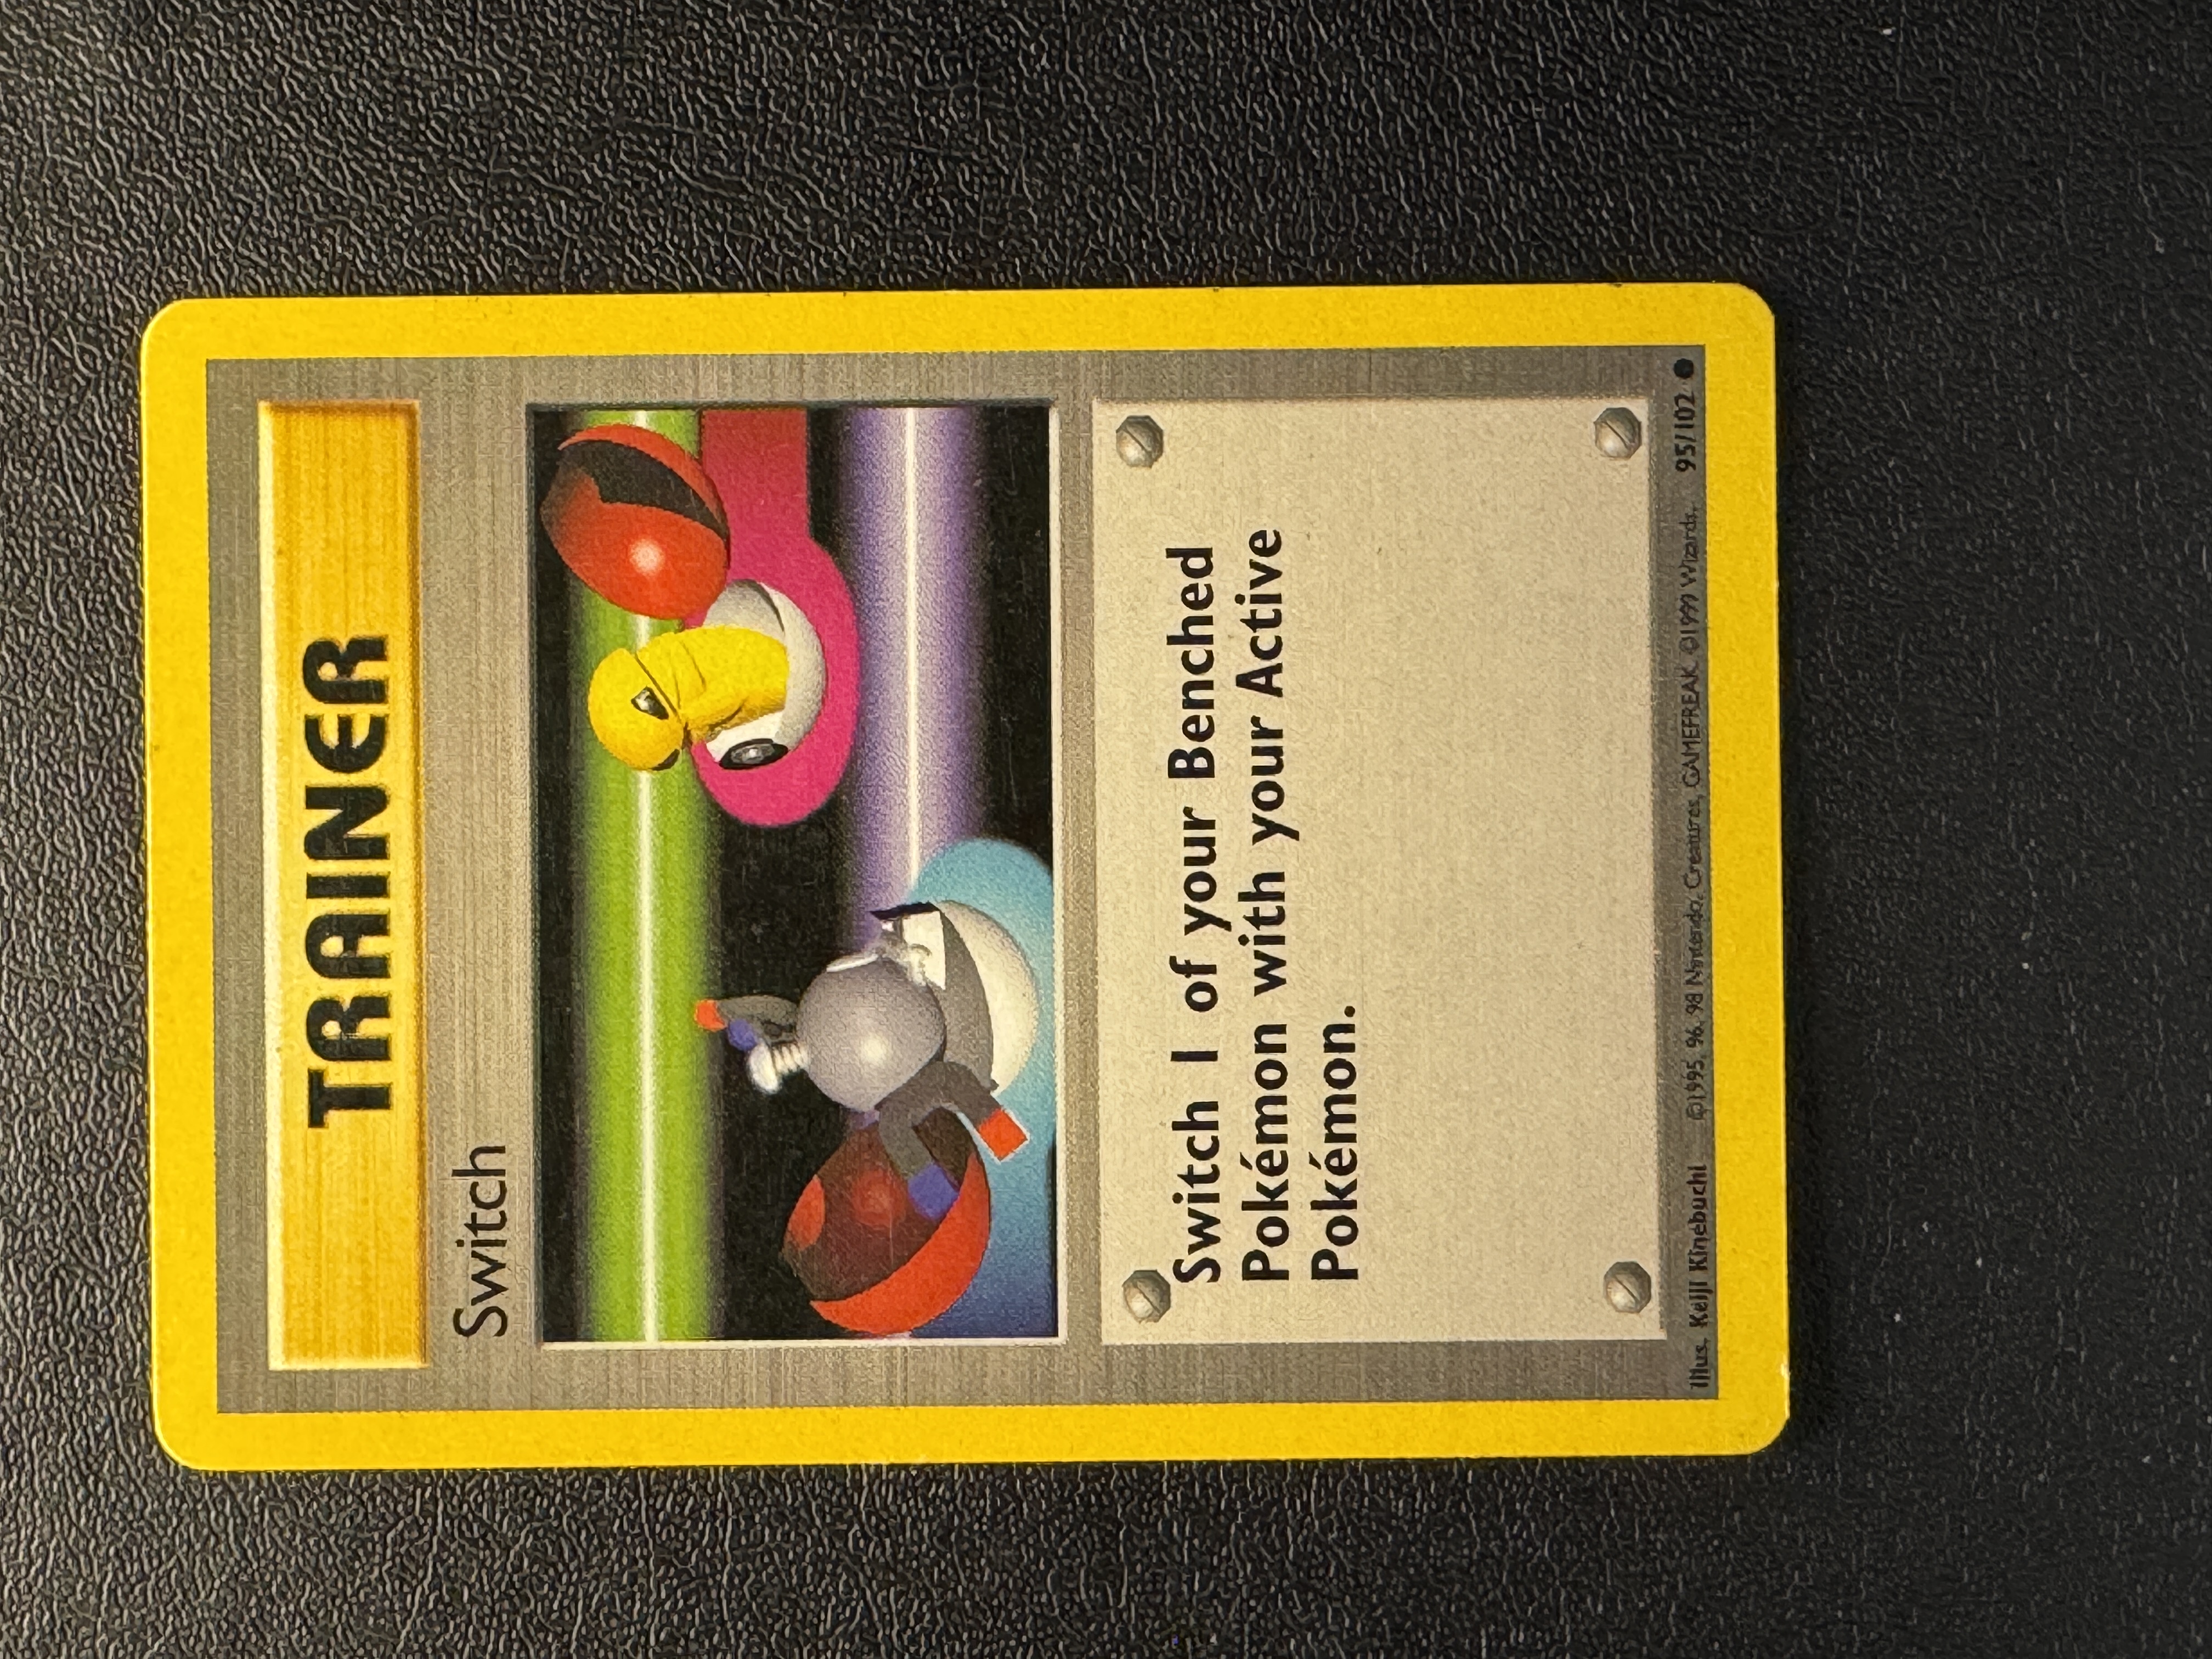 TRAINER
Switch
Switch 1 of your Benched
Pokémon with your Active
Pokémon.
Illus. Keiji Kinebuchi ©1995, 96, 98 Nintendo, Creatures, GAMEFREAK. ©1999 Wizards. 95/102 ●